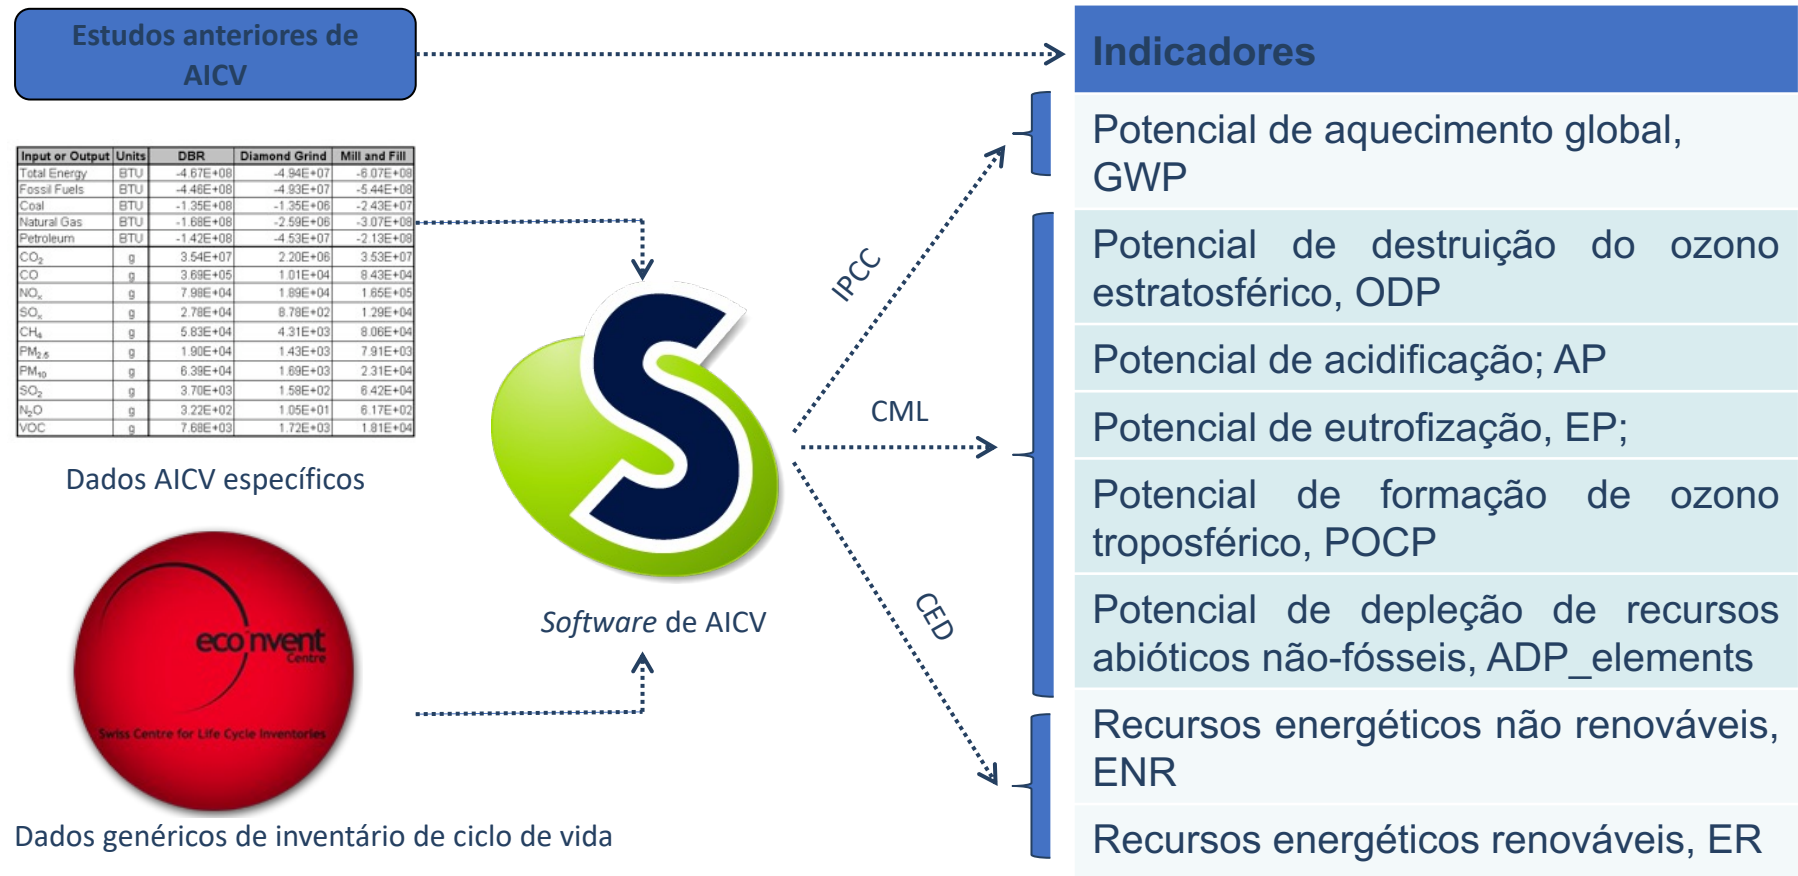 Estudos anteriores de
AICV
Input or Output Units DBR Diamond Grind Mill and Fill
Total Energy BTU -4.67E+08 -4.94E+07 -6.07E+08
Fossil Fuels BTU -4.46E+08 -4.93E+07 -5.44E+08
Coal BTU -1.35E+08 -1.35E+06 -2.43E+07
Natural Gas BTU -1.68E+08 -2.59E+06 -3.07E+08
Petroleum BTU -1.42E+08 -4.53E+07 -2.13E+08
CO₂ g 3.54E+07 2.20E+06 3.53E+07
CO g 3.69E+05 1.01E+04 8.43E+04
NOₓ g 7.98E+04 1.89E+04 1.65E+05
SOₓ g 2.78E+04 8.78E+02 1.29E+04
CH₄ g 5.83E+04 4.31E+03 8.06E+04
PM₂.₅ g 1.90E+04 1.43E+03 7.91E+03
PM₁₀ g 6.39E+04 1.69E+03 2.31E+04
SO₂ g 3.70E+03 1.58E+02 6.42E+04
N₂O g 3.22E+02 1.05E+01 6.17E+02
VOC g 7.68E+03 1.72E+03 1.81E+04
Dados AICV específicos
ecoinvent
Centre
Swiss Centre for Life Cycle Inventories
Dados genéricos de inventário de ciclo de vida
S
Software de AICV
IPCC
CML
CED
Indicadores
Potencial de aquecimento global,
GWP
Potencial de destruição do ozono
estratosférico, ODP
Potencial de acidificação; AP
Potencial de eutrofização, EP;
Potencial de formação de ozono
troposférico, POCP
Potencial de depleção de recursos
abióticos não-fósseis, ADP_elements
Recursos energéticos não renováveis,
ENR
Recursos energéticos renováveis, ER